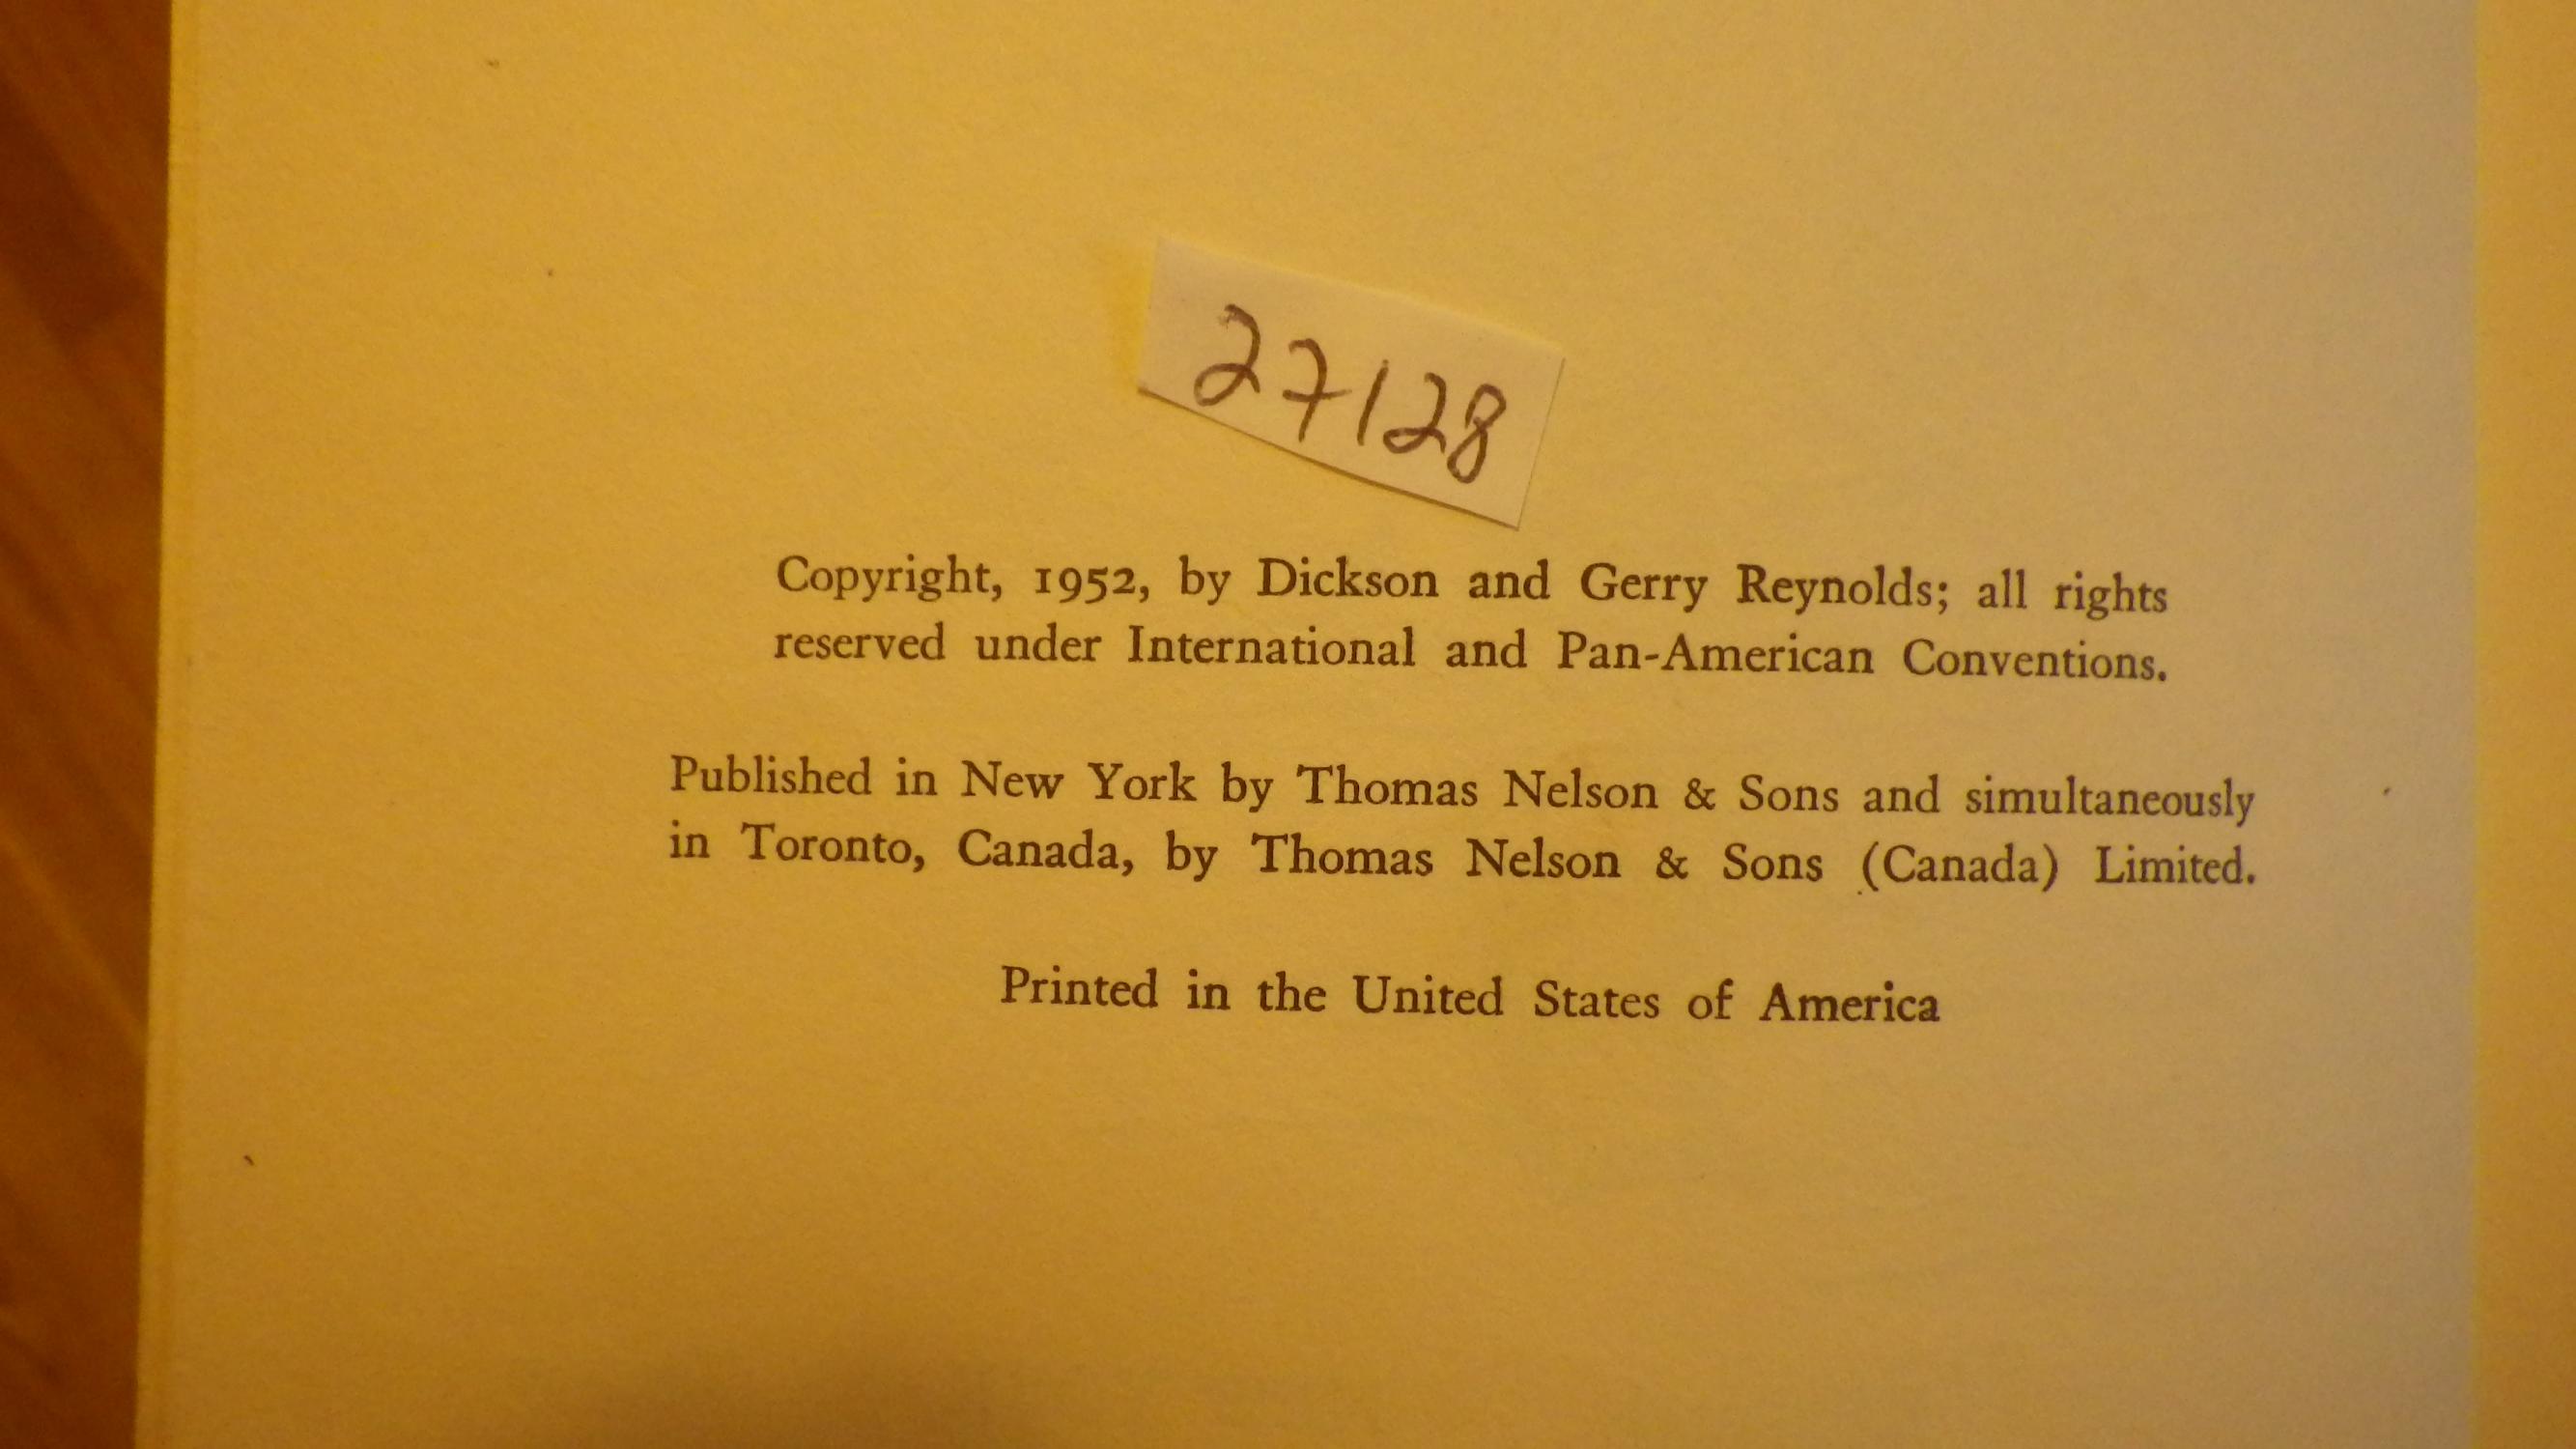 27128
Copyright, 1952, by Dickson and Gerry Reynolds; all rights
reserved under International and Pan-American Conventions.
Published in New York by Thomas Nelson & Sons and simultaneously
in Toronto, Canada, by Thomas Nelson & Sons (Canada) Limited.
Printed in the United States of America